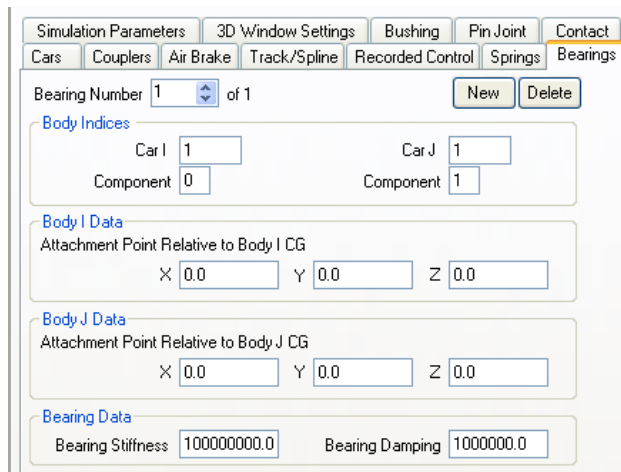 Simulation Parameters 3D Window Settings Bushing Pin Joint Contact
Cars Couplers Air Brake Track/Spline Recorded Control Springs Bearings
Bearing Number 1 of 1 New Delete
Body Indices
Car I 1 Car J 1
Component 0 Component 1
Body I Data
Attachment Point Relative to Body I CG
X 0.0 Y 0.0 Z 0.0
Body J Data
Attachment Point Relative to Body J CG
X 0.0 Y 0.0 Z 0.0
Bearing Data
Bearing Stiffness 100000000.0 Bearing Damping 1000000.0